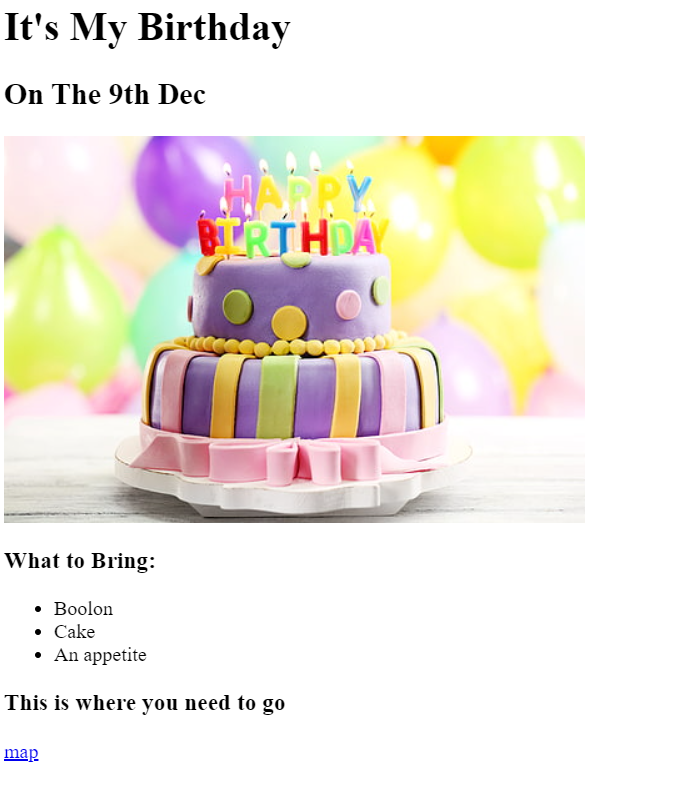 It's My Birthday
On The 9th Dec
HAPPY
BIRTHDAY
What to Bring:
Boolon
Cake
An appetite
This is where you need to go
map